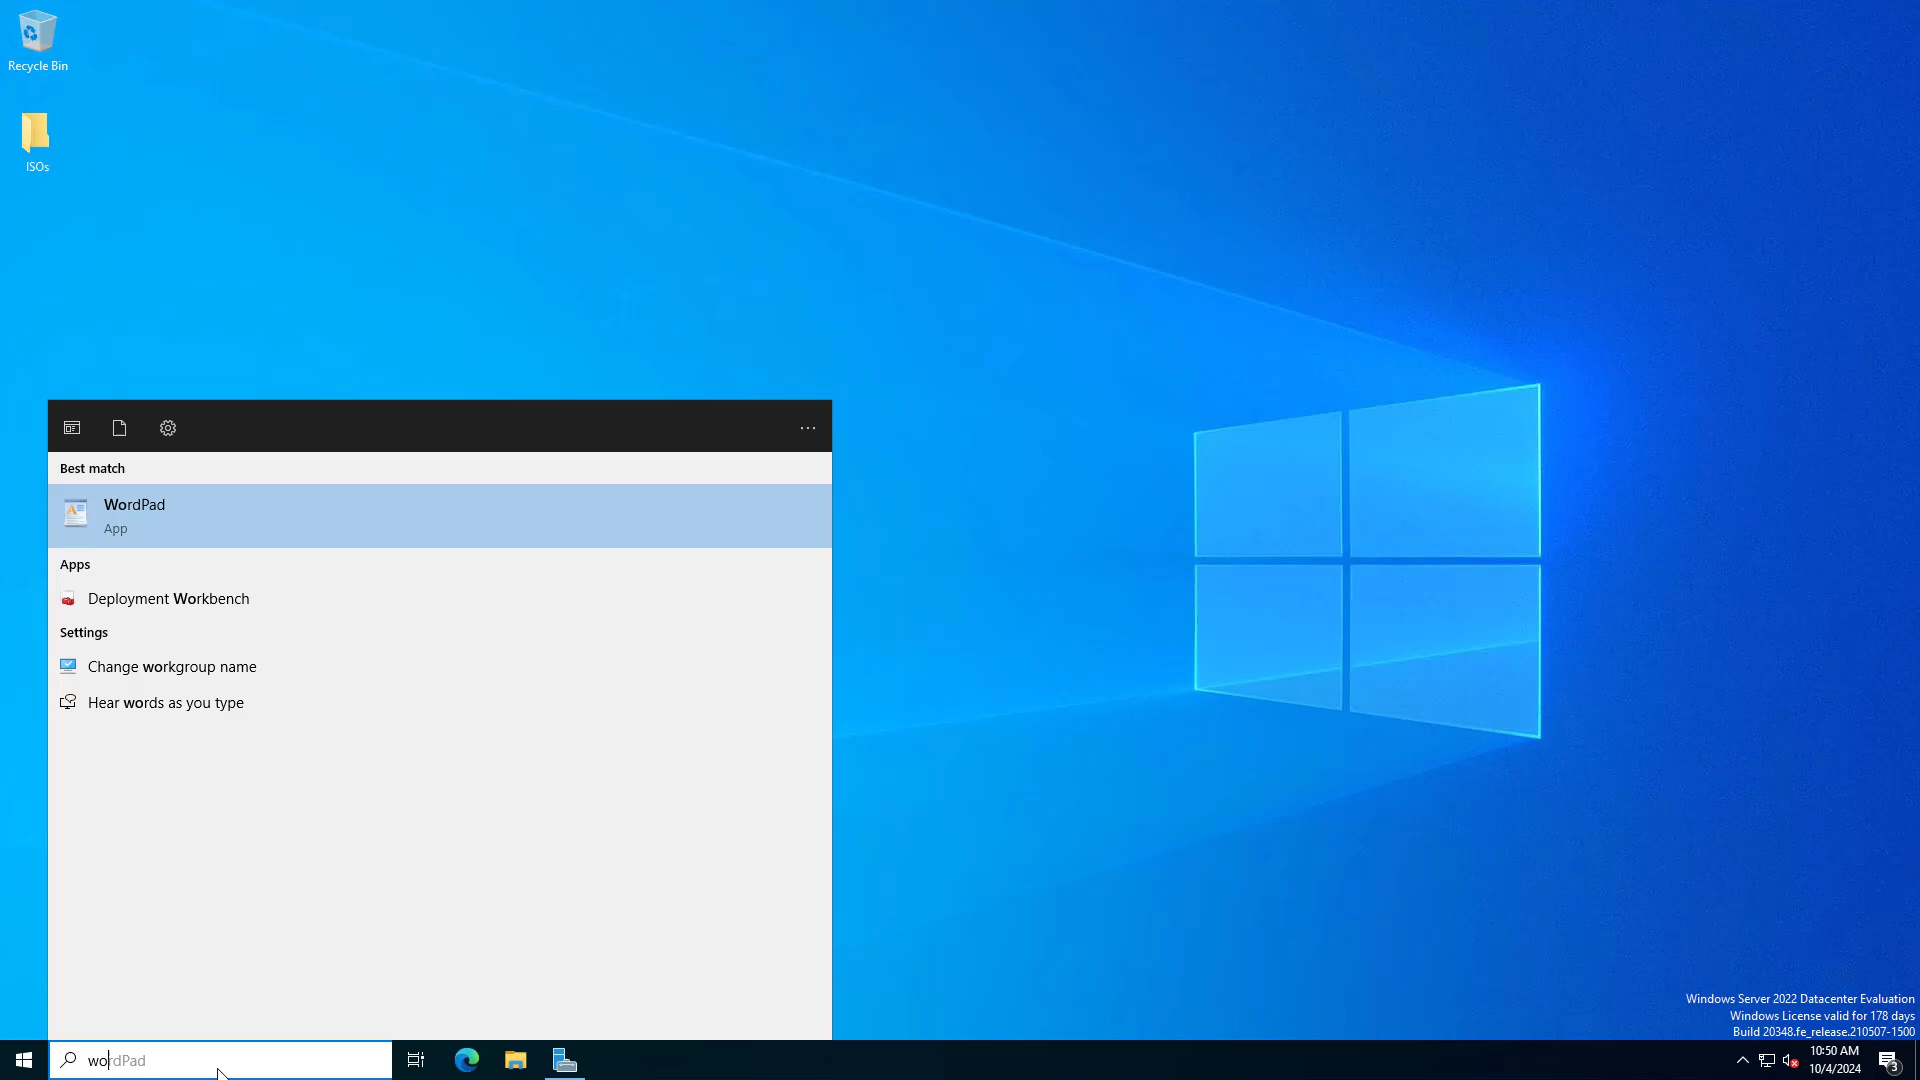 Recycle Bin
ISOs
Best match
WordPad
App
Apps
Deployment Workbench
Settings
Change workgroup name
Hear words as you type
wordPad
Windows Server 2022 Datacenter Evaluation
Windows License valid for 178 days
Build 20348.fe_release.210507-1500
10:50 AM
10/4/2024
3